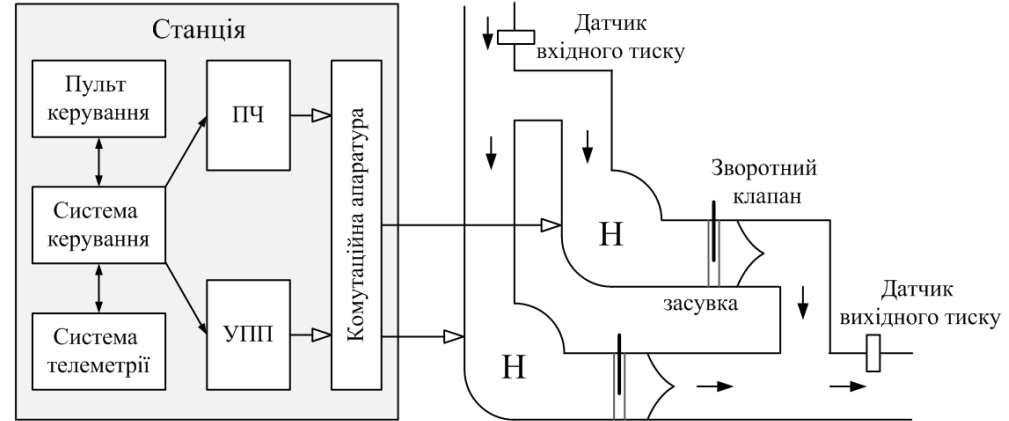 Станція
Пульт
керування
ПЧ
Система
керування
УПП
Система
телеметрії
Комутаційна апаратура
Датчик
вхідного тиску
Зворотний
клапан
Н
засувка
Датчик
вихідного тиску
Н